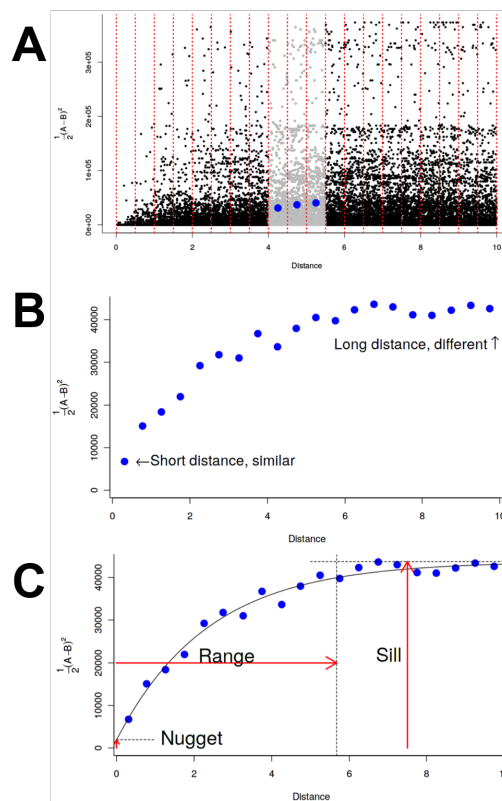 A
½(A−B)²
0e+00 1e+05 2e+05 3e+05
0 2 4 6 8 10
Distance
B
½(A−B)²
0 10000 20000 30000 40000
Long distance, different ↑
←Short distance, similar
0 2 4 6 8 10
Distance
C
½(A−B)²
0 10000 20000 30000 40000
Range
Sill
Nugget
0 2 4 6 8 10
Distance